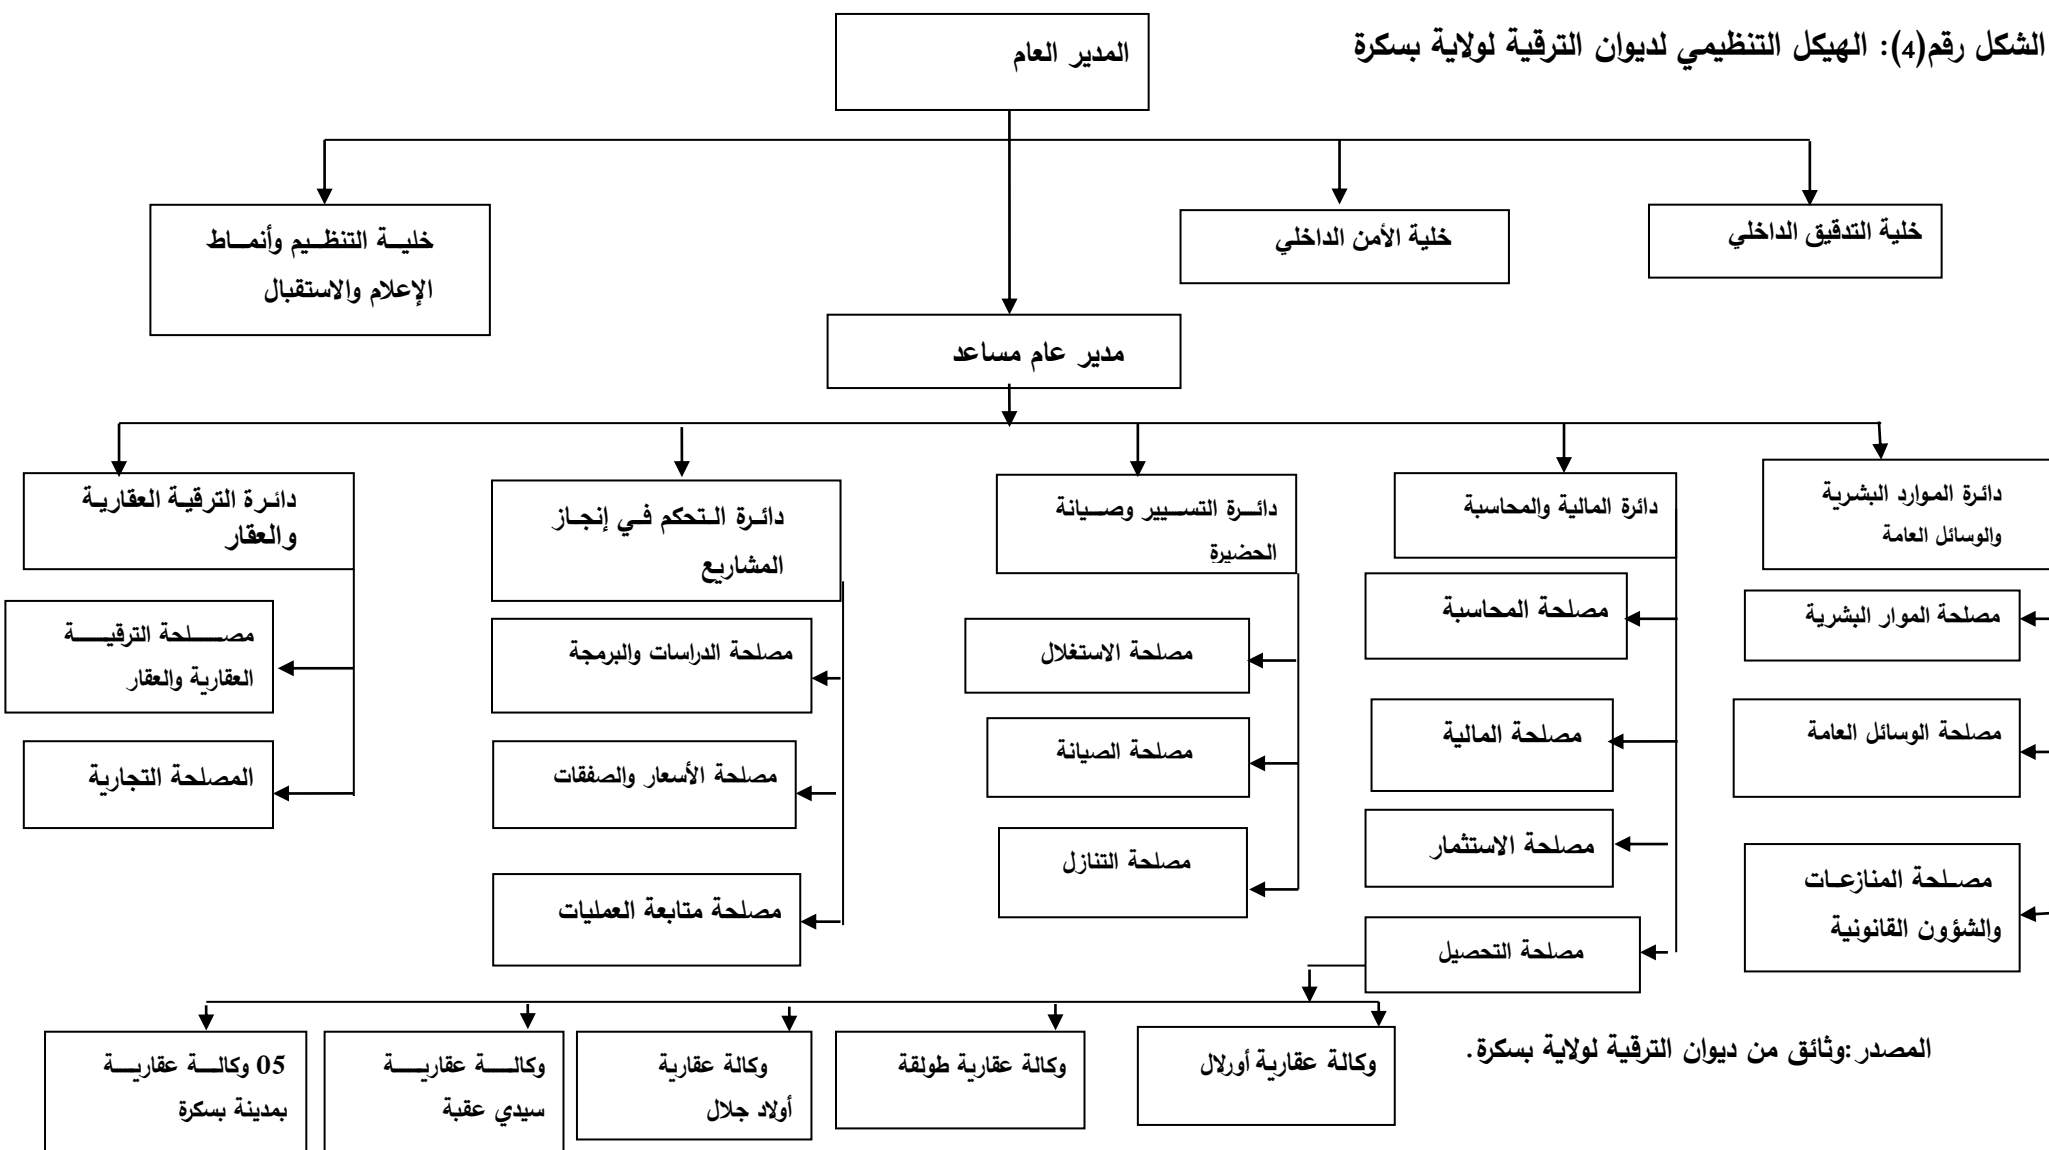 الشكل رقم(4): الهيكل التنظيمي لديوان الترقية لولاية بسكرة
المدير العام
خلية التدقيق الداخلي
خلية الأمن الداخلي
خلية التنظيم وأنماط
الإعلام والاستقبال
مدير عام مساعد
دائرة الموارد البشرية
والوسائل العامة
دائرة المالية والمحاسبة
دائرة التسيير وصيانة
الحضيرة
دائرة التحكم في إنجاز
المشاريع
دائرة الترقية العقارية
والعقار
مصلحة الموار البشرية
مصلحة الوسائل العامة
مصلحة المنازعات
والشؤون القانونية
مصلحة المحاسبة
مصلحة المالية
مصلحة الاستثمار
مصلحة التحصيل
مصلحة الاستغلال
مصلحة الصيانة
مصلحة التنازل
مصلحة الدراسات والبرمجة
مصلحة الأسعار والصفقات
مصلحة متابعة العمليات
مصلحة الترقية
العقارية والعقار
المصلحة التجارية
وكالة عقارية أورلال
وكالة عقارية طولقة
وكالة عقارية
أولاد جلال
وكالة عقارية
سيدي عقبة
05 وكالة عقارية
بمدينة بسكرة
المصدر:وثائق من ديوان الترقية لولاية بسكرة.